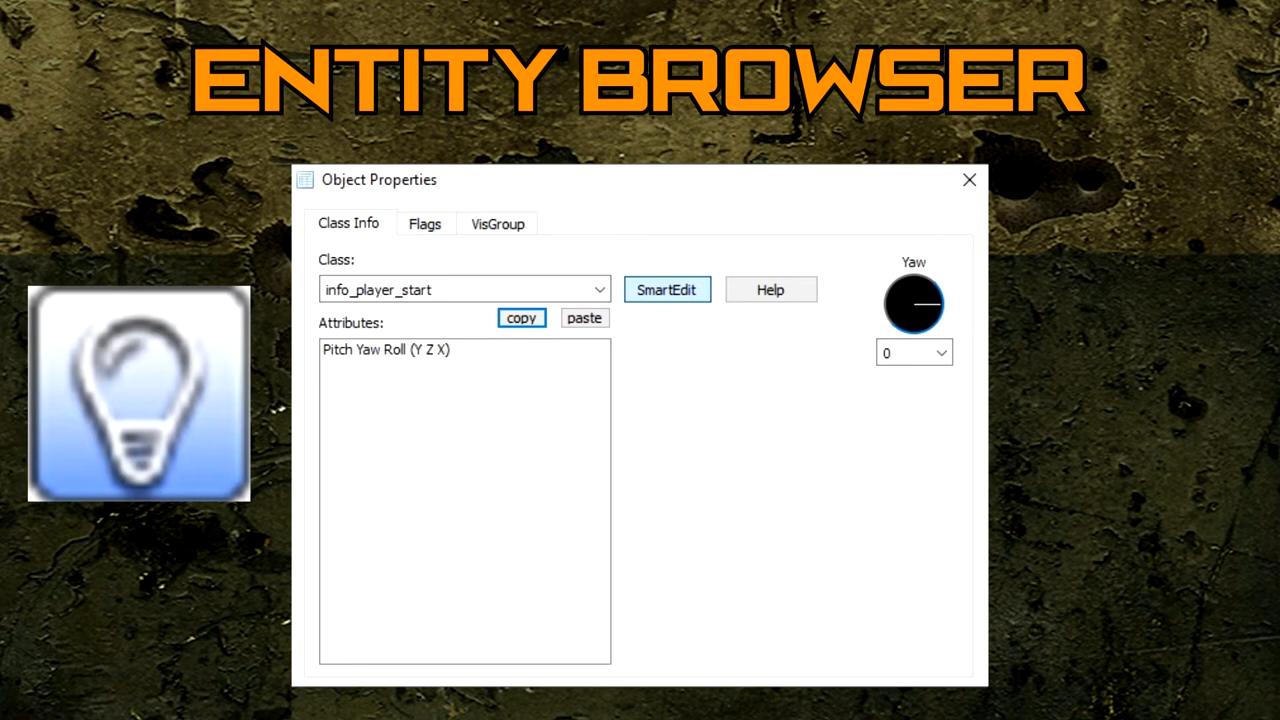 ENTITY BROWSER
Object Properties
Class Info Flags VisGroup
Class:
Yaw
info_player_start SmartEdit Help
Attributes: copy paste
Pitch Yaw Roll (Y Z X)
0